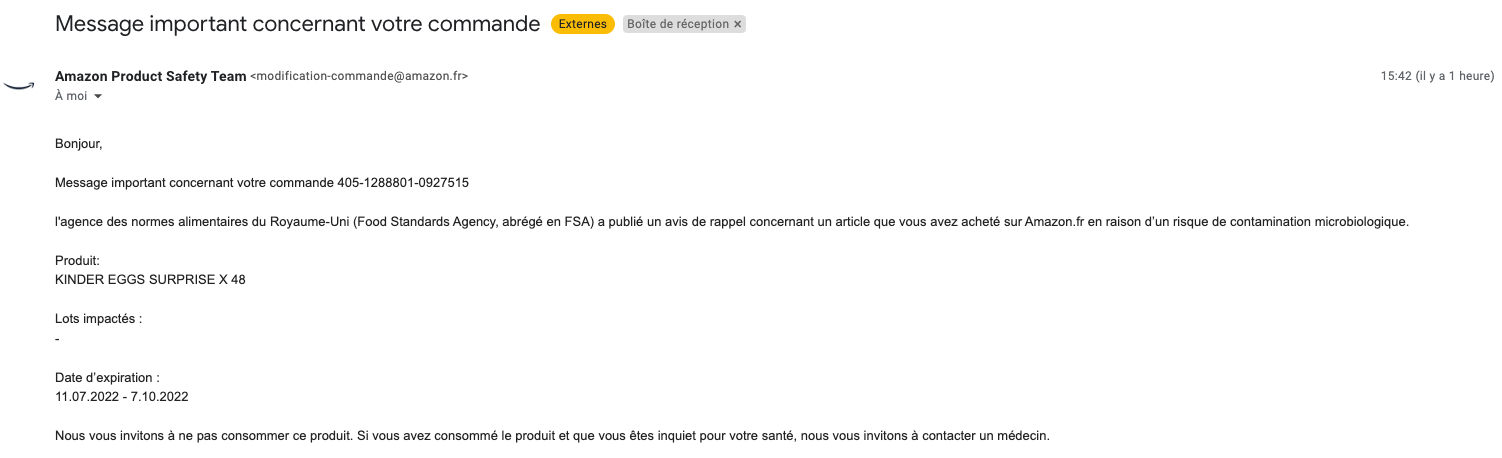 Message important concernant votre commande Externes Boîte de réception ×
Amazon Product Safety Team <modification-commande@amazon.fr> 15:42 (il y a 1 heure)
À moi
Bonjour,
Message important concernant votre commande 405-1288801-0927515
l'agence des normes alimentaires du Royaume-Uni (Food Standards Agency, abrégé en FSA) a publié un avis de rappel concernant un article que vous avez acheté sur Amazon.fr en raison d’un risque de contamination microbiologique.
Produit:
KINDER EGGS SURPRISE X 48
Lots impactés :
-
Date d’expiration :
11.07.2022 - 7.10.2022
Nous vous invitons à ne pas consommer ce produit. Si vous avez consommé le produit et que vous êtes inquiet pour votre santé, nous vous invitons à contacter un médecin.